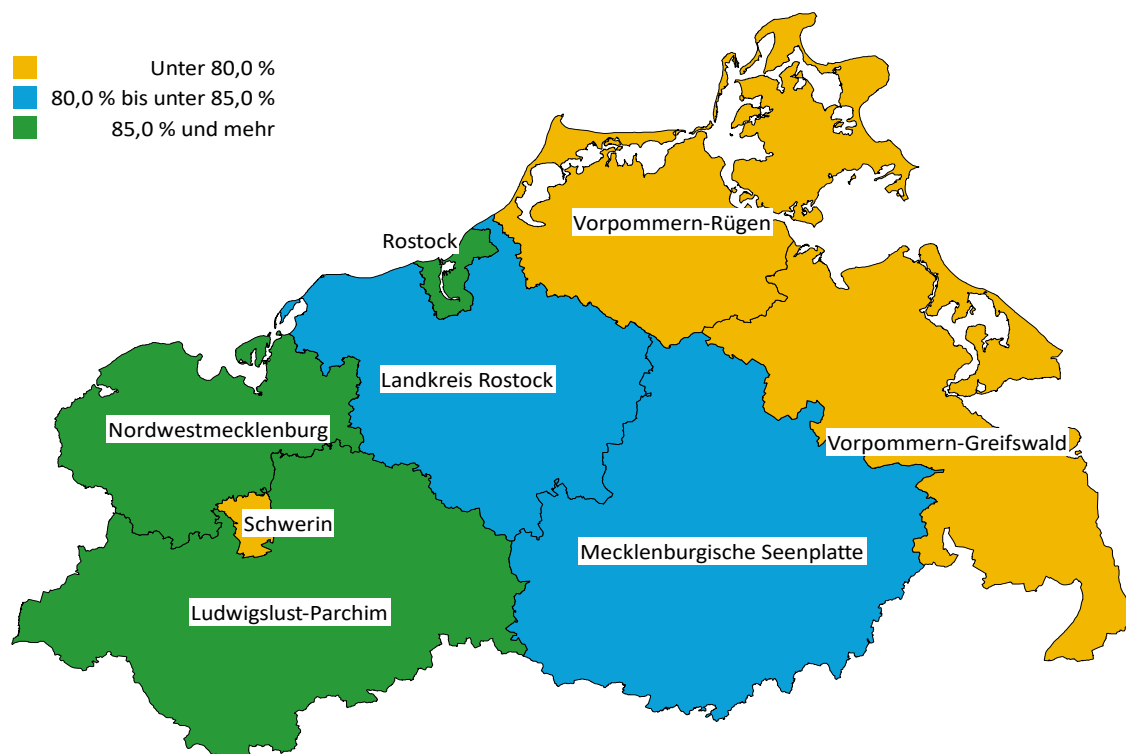 Unter 80,0 %
80,0 % bis unter 85,0 %
85,0 % und mehr
Vorpommern-Rügen
Rostock
Landkreis Rostock
Nordwestmecklenburg
Vorpommern-Greifswald
Schwerin
Mecklenburgische Seenplatte
Ludwigslust-Parchim